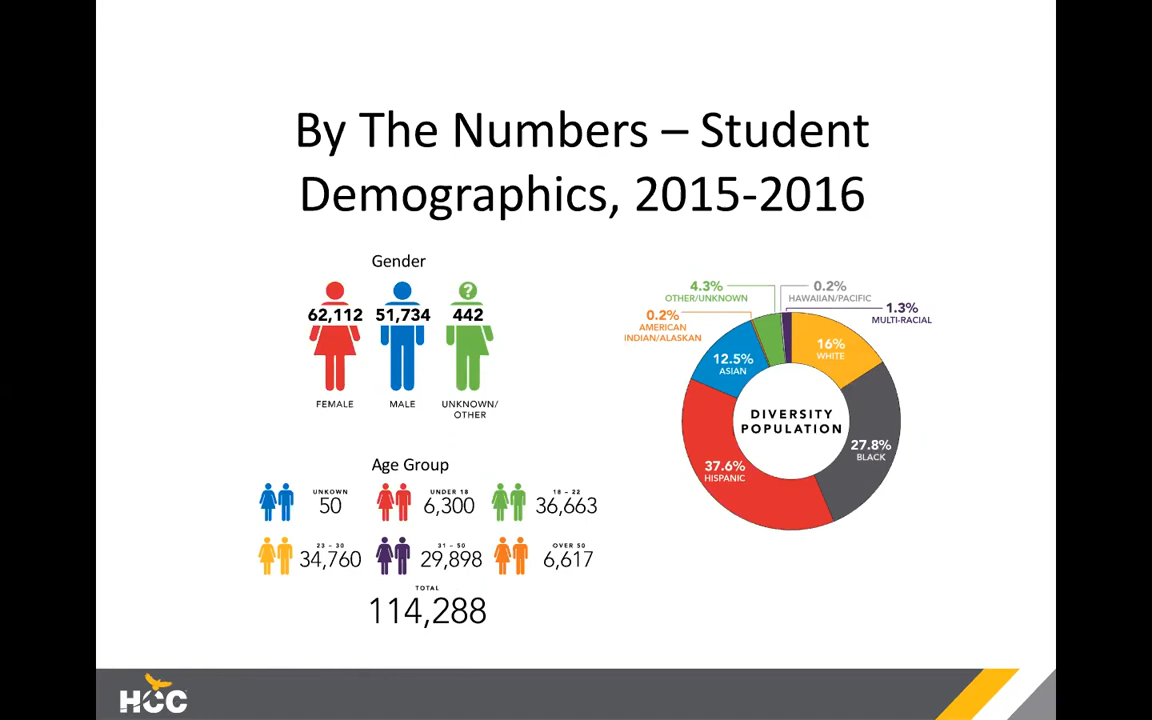 By The Numbers – Student
Demographics, 2015-2016
Gender
?
62,112 51,734 442
FEMALE MALE UNKNOWN/
OTHER
Age Group
UNKOWN UNDER 18 18 – 22
50 6,300 36,663
23 – 30 31 – 50 OVER 50
34,760 29,898 6,617
TOTAL
114,288
4.3%
OTHER/UNKNOWN
0.2%
HAWAIIAN/PACIFIC
0.2%
AMERICAN
INDIAN/ALASKAN
1.3%
MULTI-RACIAL
12.5%
ASIAN
16%
WHITE
DIVERSITY
POPULATION
27.8%
BLACK
37.6%
HISPANIC
HCC